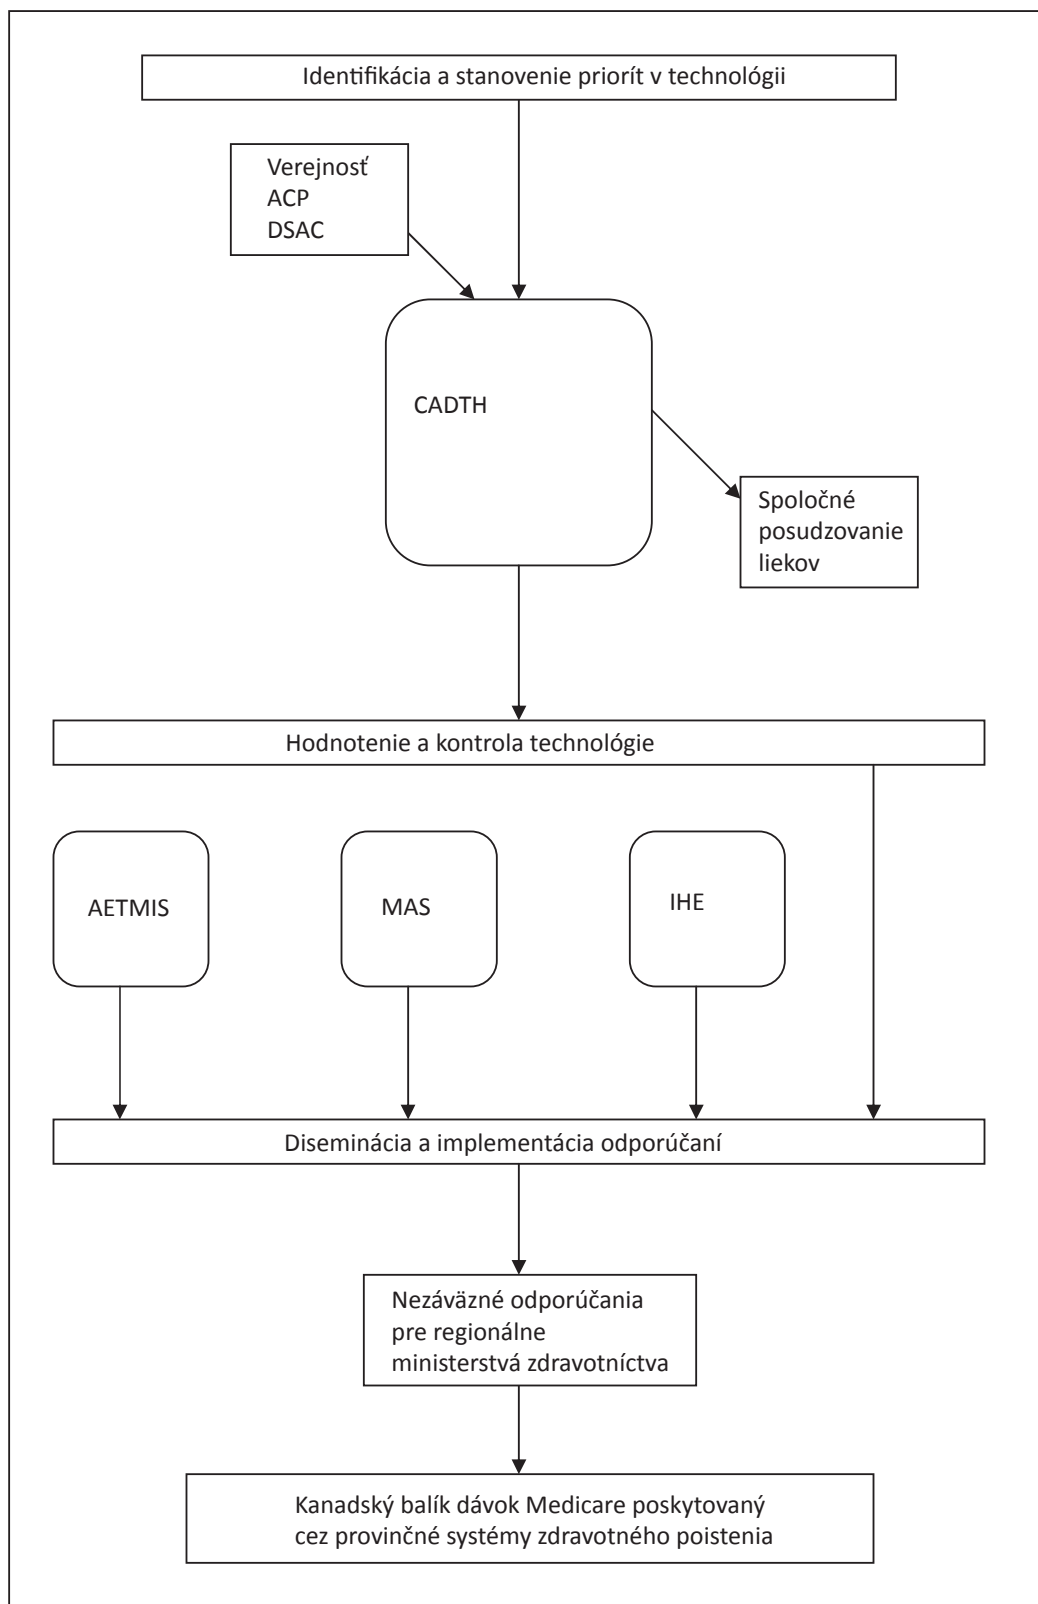 Identifikácia a stanovenie priorít v technológii
Verejnosť
ACP
DSAC
CADTH
Spoločné
posudzovanie
liekov
Hodnotenie a kontrola technológie
AETMIS
MAS
IHE
Diseminácia a implementácia odporúčaní
Nezáväzné odporúčania
pre regionálne
ministerstvá zdravotníctva
Kanadský balík dávok Medicare poskytovaný
cez provinčné systémy zdravotného poistenia